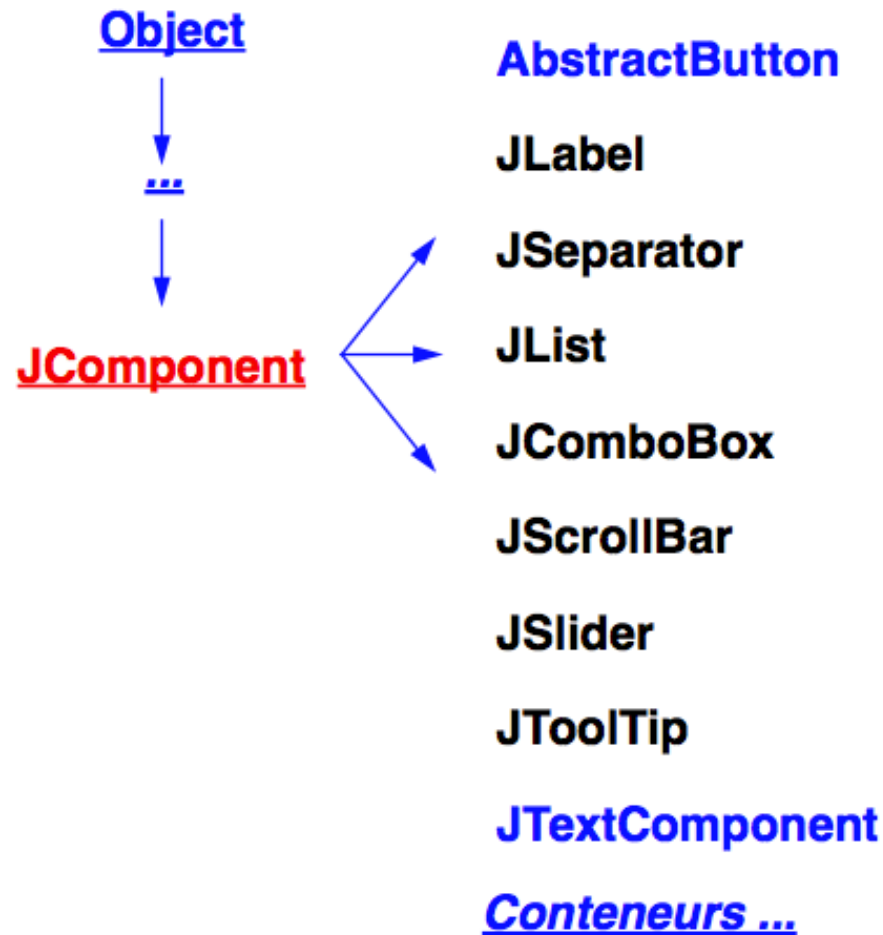 Object
...
JComponent
AbstractButton
JLabel
JSeparator
JList
JComboBox
JScrollBar
JSlider
JToolTip
JTextComponent
Conteneurs ...